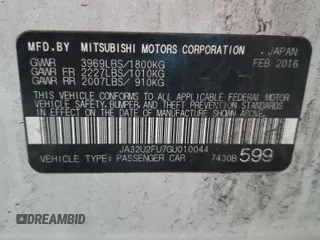 MFD.BY MITSUBISHI MOTORS CORPORATION , JAPAN
GWWR 3969LBS/1800KG FEB 2016
GAWR FR 2227LBS/1010KG
GAWR RR 2007LBS/ 910KG
THIS VEHICLE CONFORMS TO ALL APPLICABLE FEDERAL MOTOR
VEHICLE SAFETY, BUMPER, AND THEFT PREVENTION STANDARDS
IN EFFECT ON THE DATE OF MANUFACTURE SHOWN ABOVE.
V.I.N.: JA32U2FU7GU010044
VEHICLE TYPE: PASSENGER CAR 7430B 599
DREAMBID